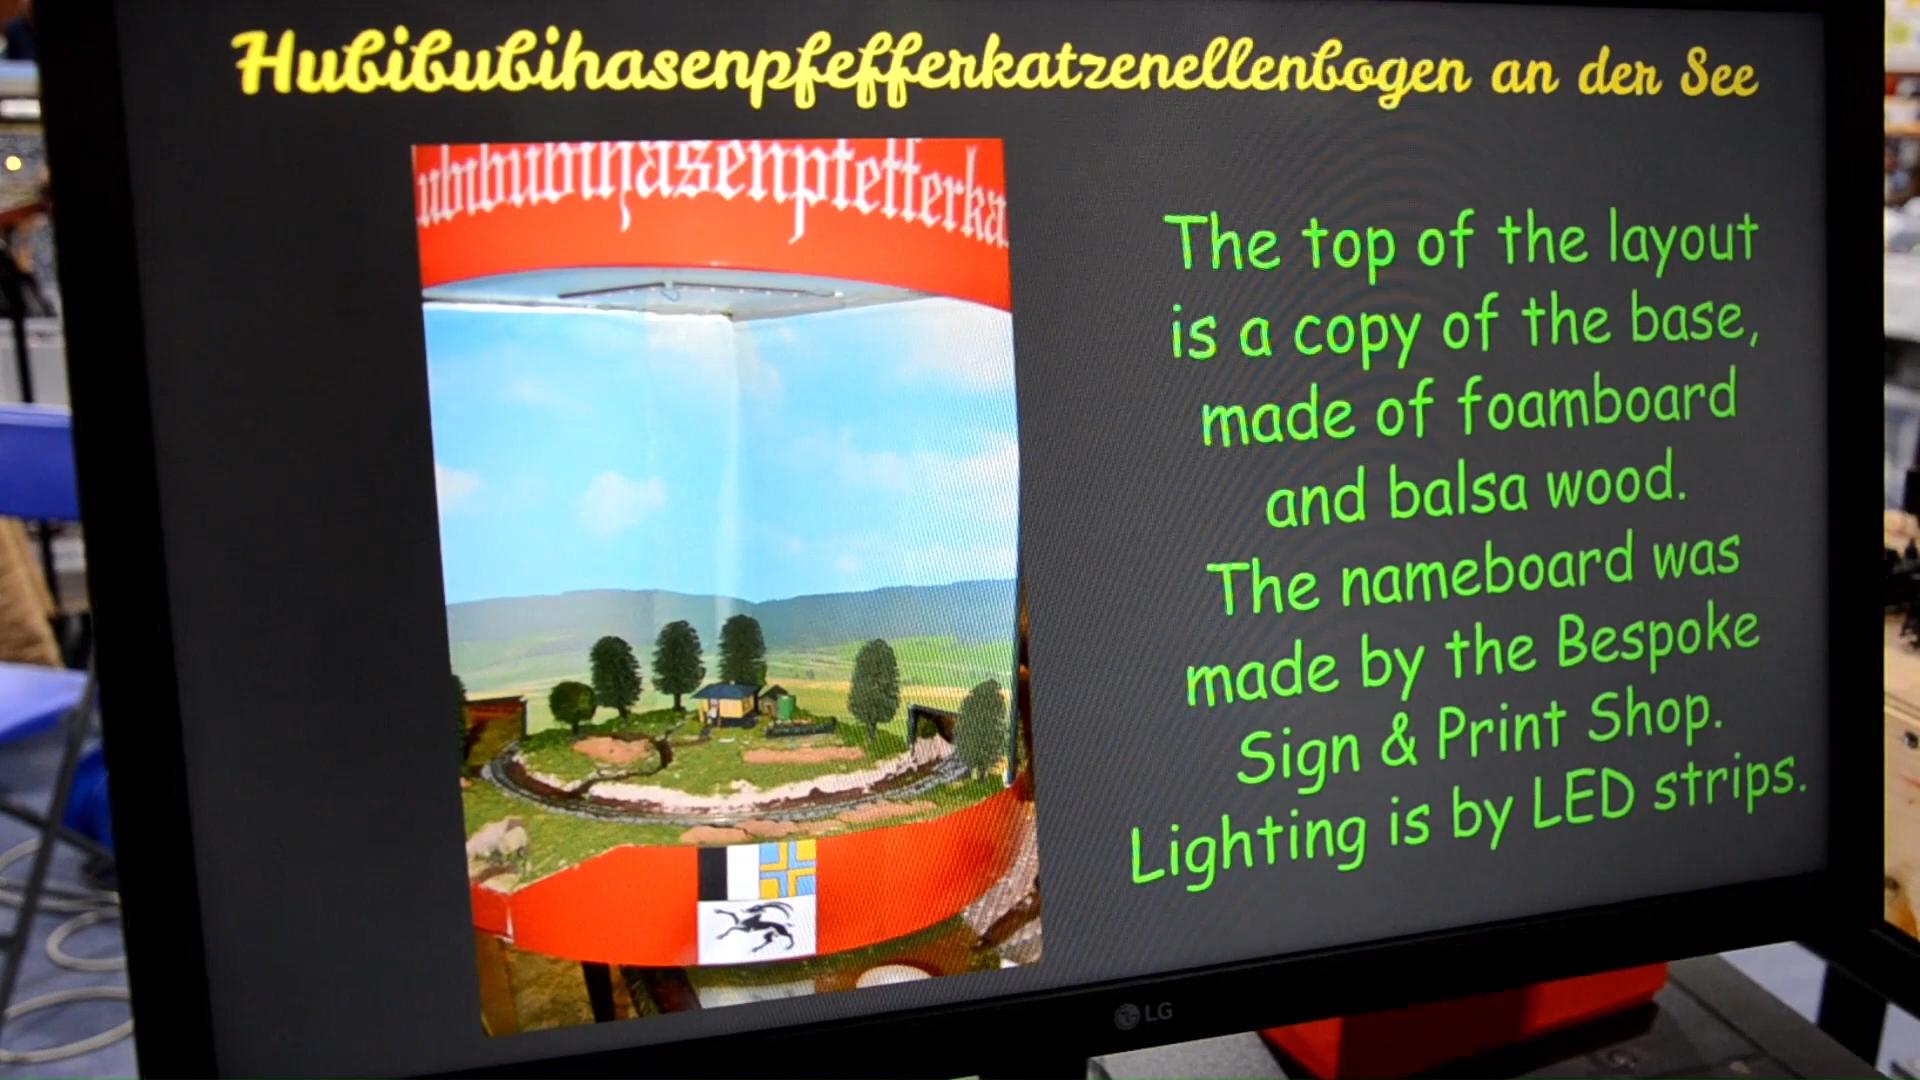 Hubibubihasenpfefferkatzenellenbogen an der See
ubibubihasenpfefferka
The top of the layout
is a copy of the base,
made of foamboard
and balsa wood.
The nameboard was
made by the Bespoke
Sign & Print Shop.
Lighting is by LED strips.
LG